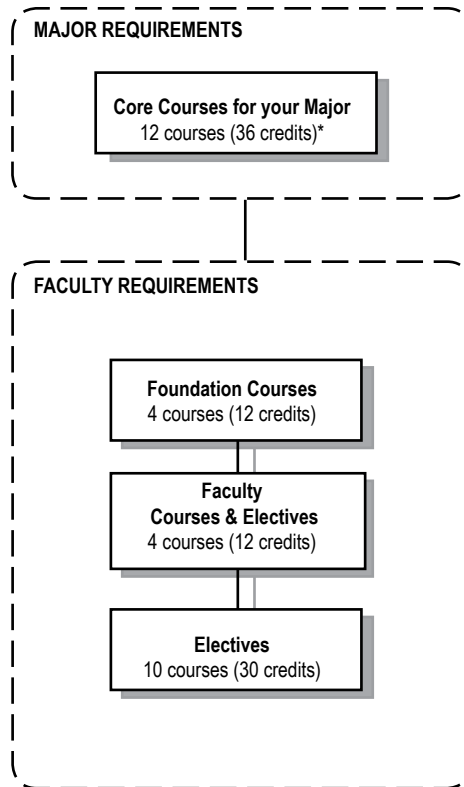 MAJOR REQUIREMENTS
Core Courses for your Major
12 courses (36 credits)*
FACULTY REQUIREMENTS
Foundation Courses
4 courses (12 credits)
Faculty
Courses & Electives
4 courses (12 credits)
Electives
10 courses (30 credits)